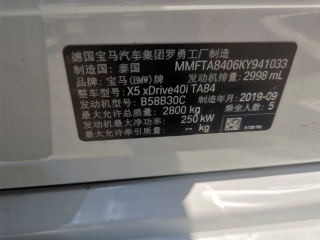 德国宝马汽车集团罗勇工厂制造
制造国：泰国 MMFTA8406KY941033
品牌：宝马(BMW)牌 发动机排量：2998 mL
整车型号：X5 xDrive40i TA84
发动机型号：B58B30C 制造年月：2019-09
最大允许总质量：2800 kg 乘坐人数：5
发动机最大净功率：250 kW
最大允许牵引质量：-- kg